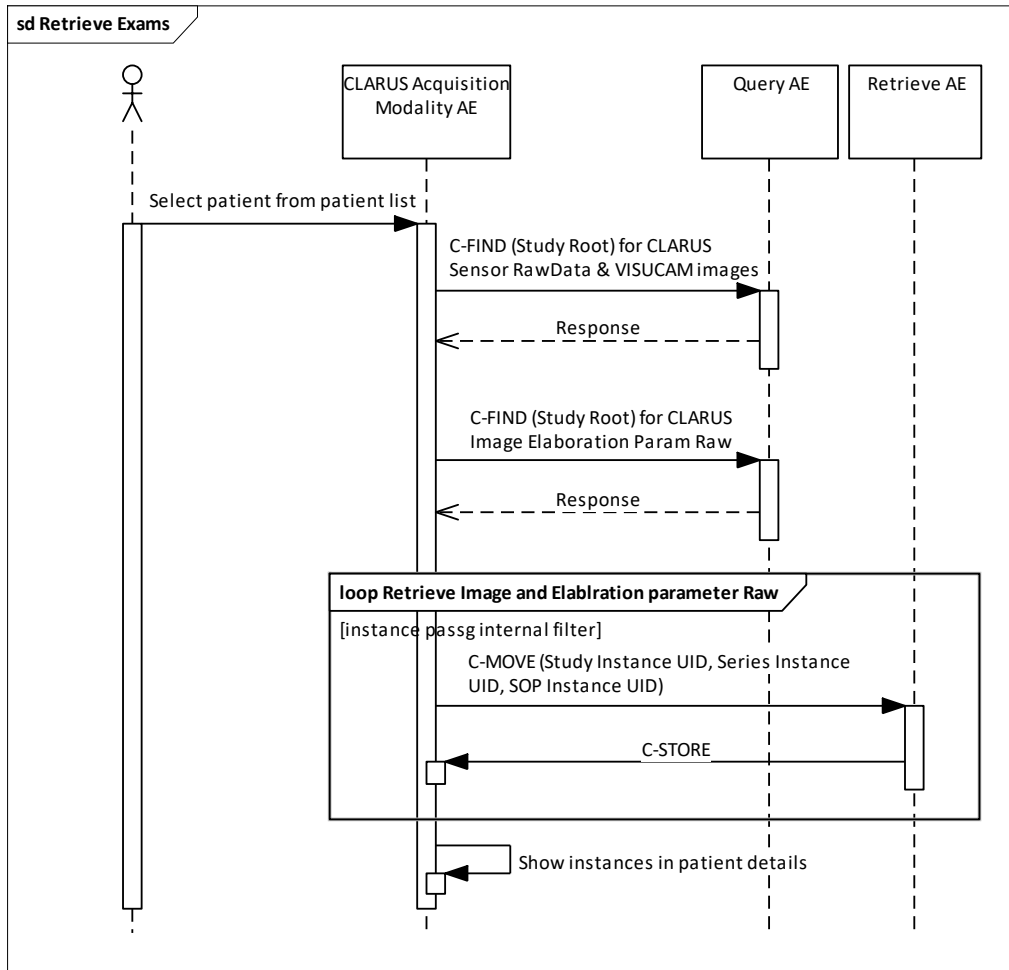 sd Retrieve Exams
CLARUS Acquisition
Modality AE
Query AE
Retrieve AE
Select patient from patient list
C-FIND (Study Root) for CLARUS
Sensor RawData & VISUCAM images
Response
C-FIND (Study Root) for CLARUS
Image Elaboration Param Raw
Response
loop Retrieve Image and Elablration parameter Raw
[instance passg internal filter]
C-MOVE (Study Instance UID, Series Instance
UID, SOP Instance UID)
C-STORE
Show instances in patient details